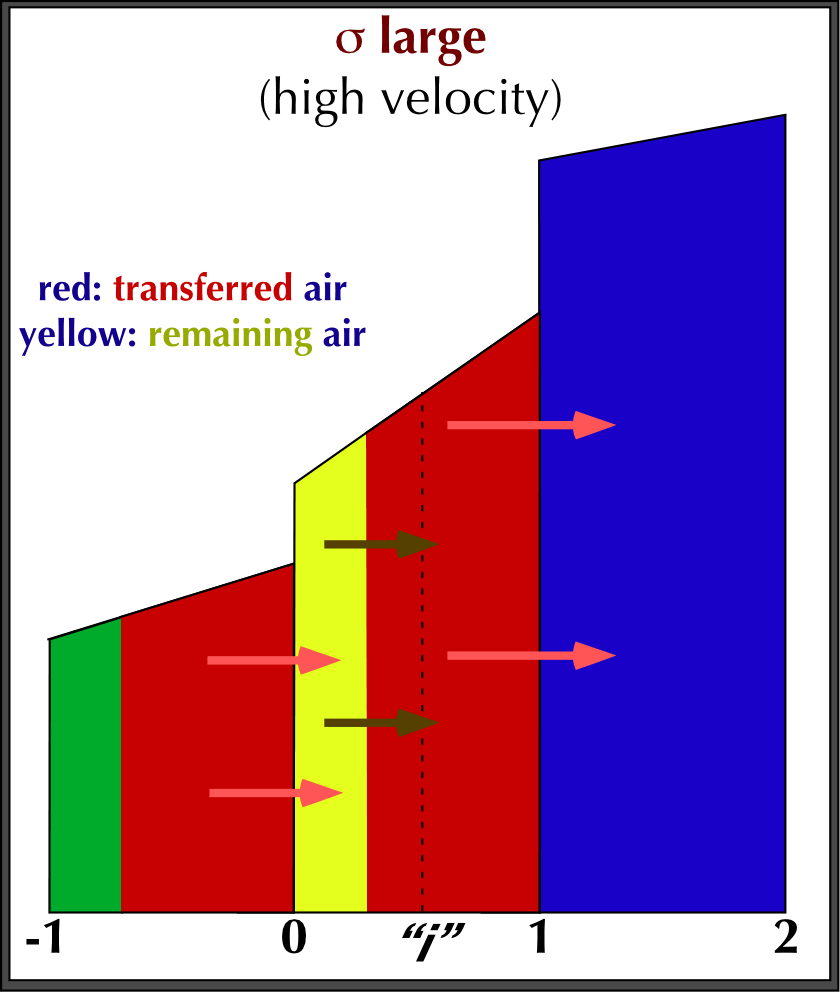 σ large
(high velocity)
red: transferred air
yellow: remaining air
-1 0 “i” 1 2